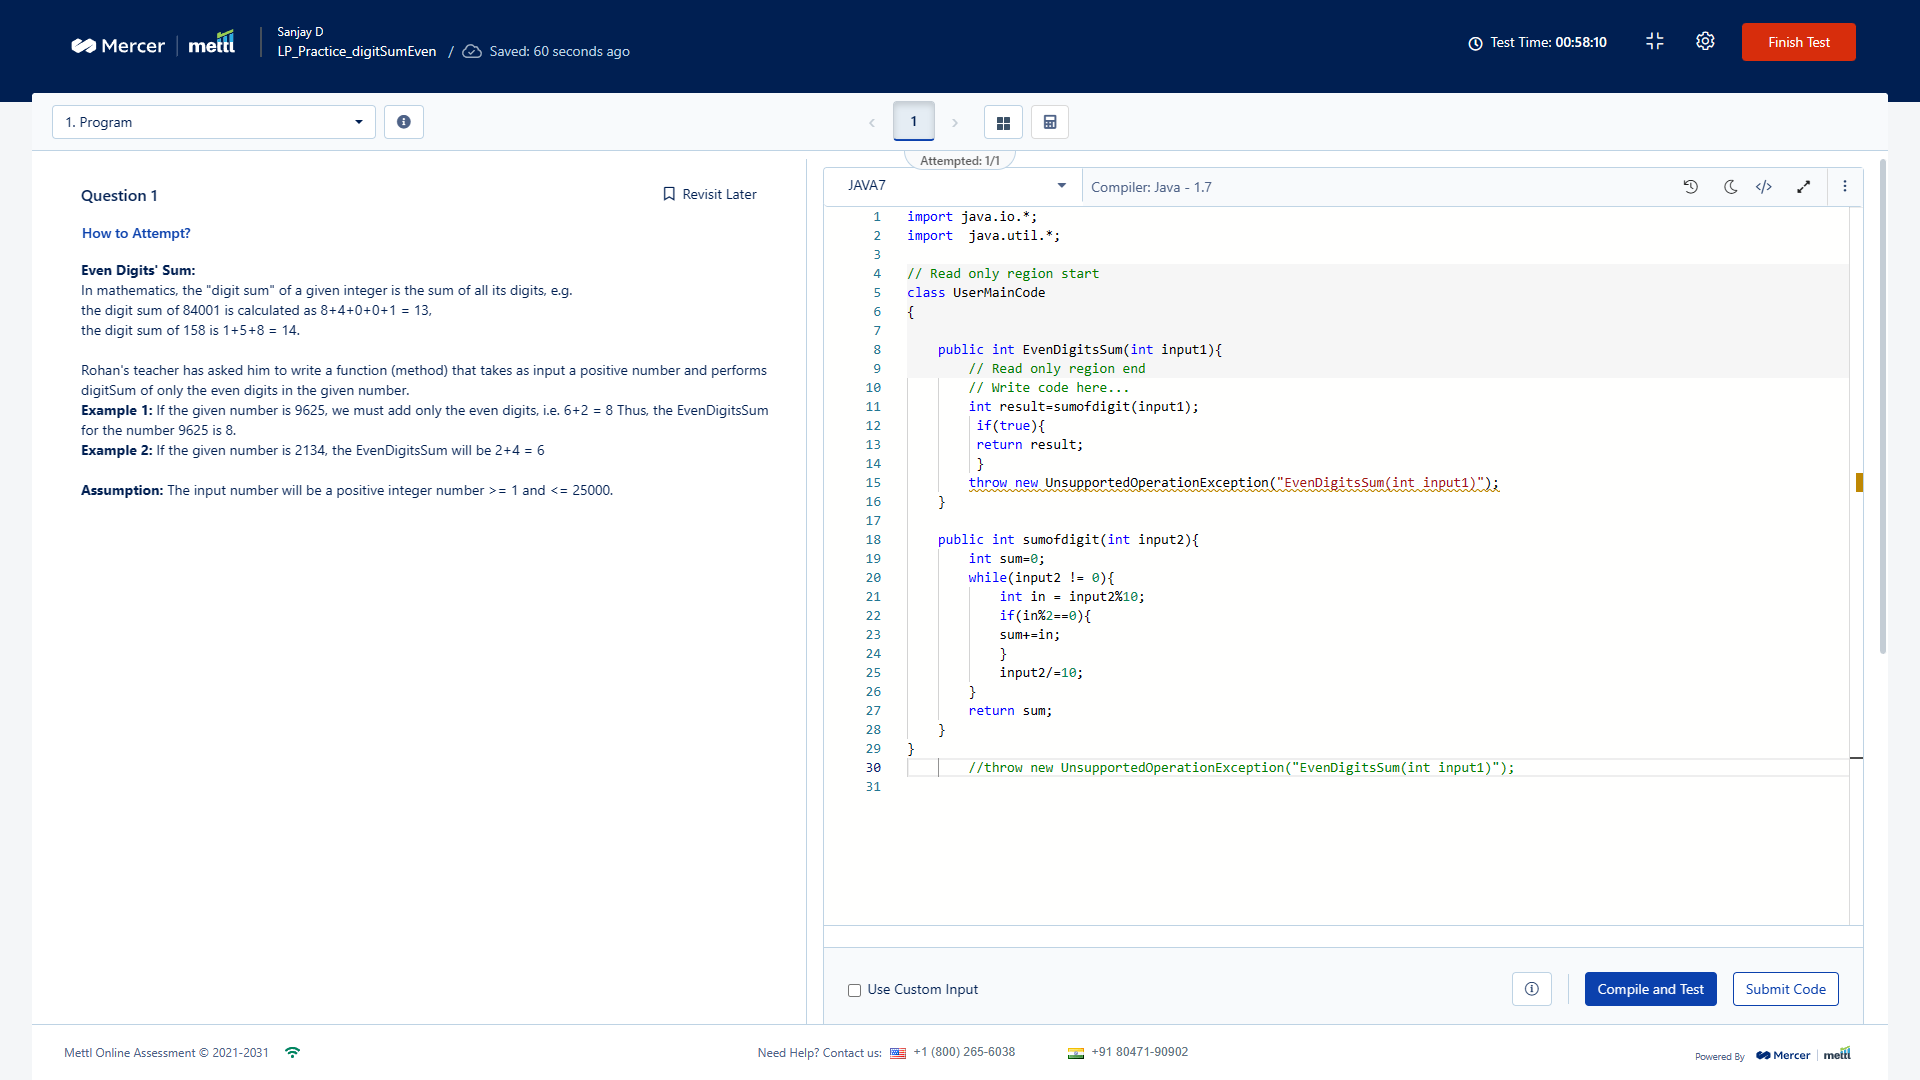 Mercer | mettl
Sanjay D
LP_Practice_digitSumEven / Saved: 60 seconds ago
Test Time: 00:58:10
Finish Test
1. Program
1
Attempted: 1/1
Question 1
Revisit Later
How to Attempt?
Even Digits' Sum:
In mathematics, the "digit sum" of a given integer is the sum of all its digits, e.g.
the digit sum of 84001 is calculated as 8+4+0+0+1 = 13,
the digit sum of 158 is 1+5+8 = 14.
Rohan's teacher has asked him to write a function (method) that takes as input a positive number and performs
digitSum of only the even digits in the given number.
Example 1: If the given number is 9625, we must add only the even digits, i.e. 6+2 = 8 Thus, the EvenDigitsSum
for the number 9625 is 8.
Example 2: If the given number is 2134, the EvenDigitsSum will be 2+4 = 6
Assumption: The input number will be a positive integer number >= 1 and <= 25000.
JAVA7
Compiler: Java - 1.7
1 import java.io.*;
2 import  java.util.*;
3
4 // Read only region start
5 class UserMainCode
6 {
7
8     public int EvenDigitsSum(int input1){
9         // Read only region end
10         // Write code here...
11         int result=sumofdigit(input1);
12          if(true){
13          return result;
14          }
15         throw new UnsupportedOperationException("EvenDigitsSum(int input1)");
16     }
17
18     public int sumofdigit(int input2){
19         int sum=0;
20         while(input2 != 0){
21             int in = input2%10;
22             if(in%2==0){
23             sum+=in;
24             }
25             input2/=10;
26         }
27         return sum;
28     }
29 }
30         //throw new UnsupportedOperationException("EvenDigitsSum(int input1)");
31
Use Custom Input
Compile and Test
Submit Code
Mettl Online Assessment © 2021-2031
Need Help? Contact us: +1 (800) 265-6038
+91 80471-90902
Powered By Mercer | mettl